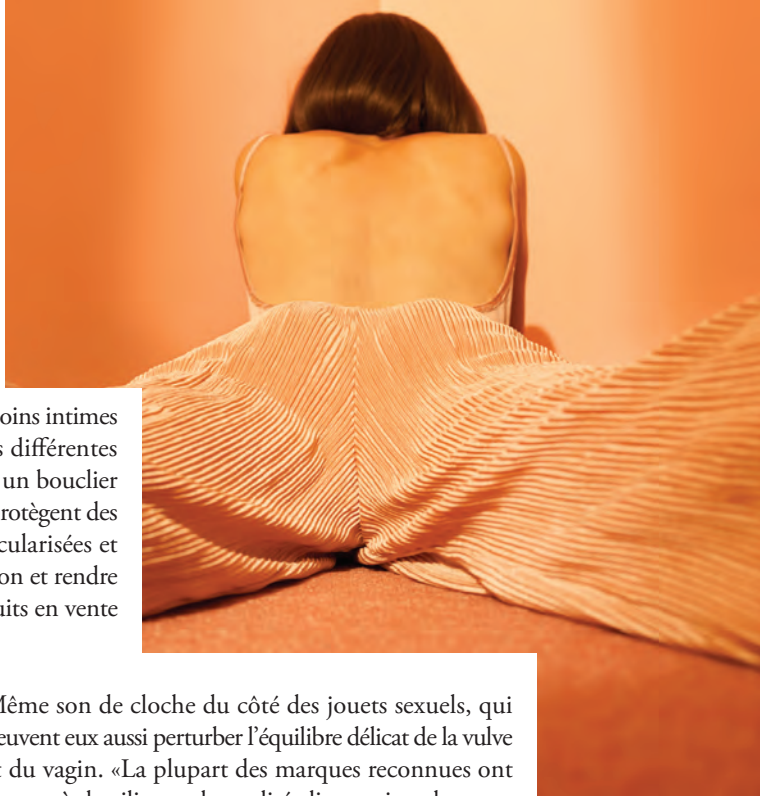 oins intimes
s différentes
un bouclier
rotègent des
cularisées et
on et rendre
uits en vente
Même son de cloche du côté des jouets sexuels, qui
euvent eux aussi perturber l’équilibre délicat de la vulve
t du vagin. «La plupart des marques reconnues ont